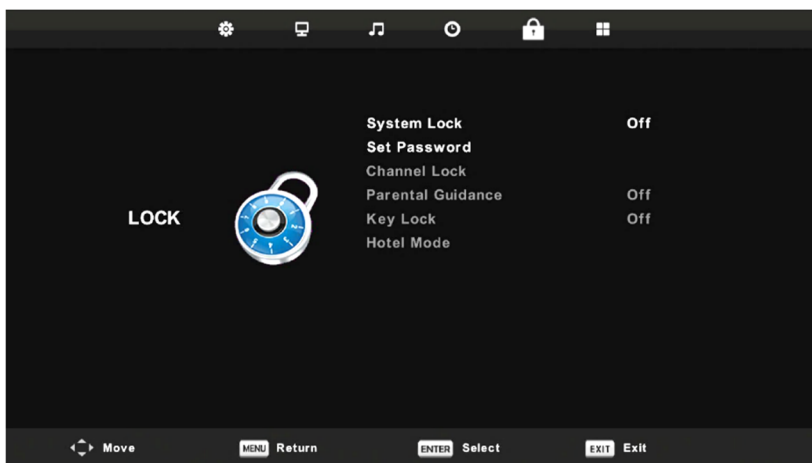 System Lock Off
Set Password
Channel Lock
Parental Guidance Off
LOCK
Key Lock Off
Hotel Mode
Move MENU Return ENTER Select EXIT Exit